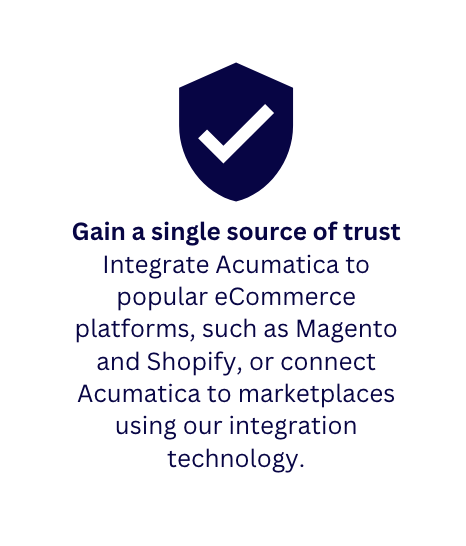 Gain a single source of trust
Integrate Acumatica to
popular eCommerce
platforms, such as Magento
and Shopify, or connect
Acumatica to marketplaces
using our integration
technology.